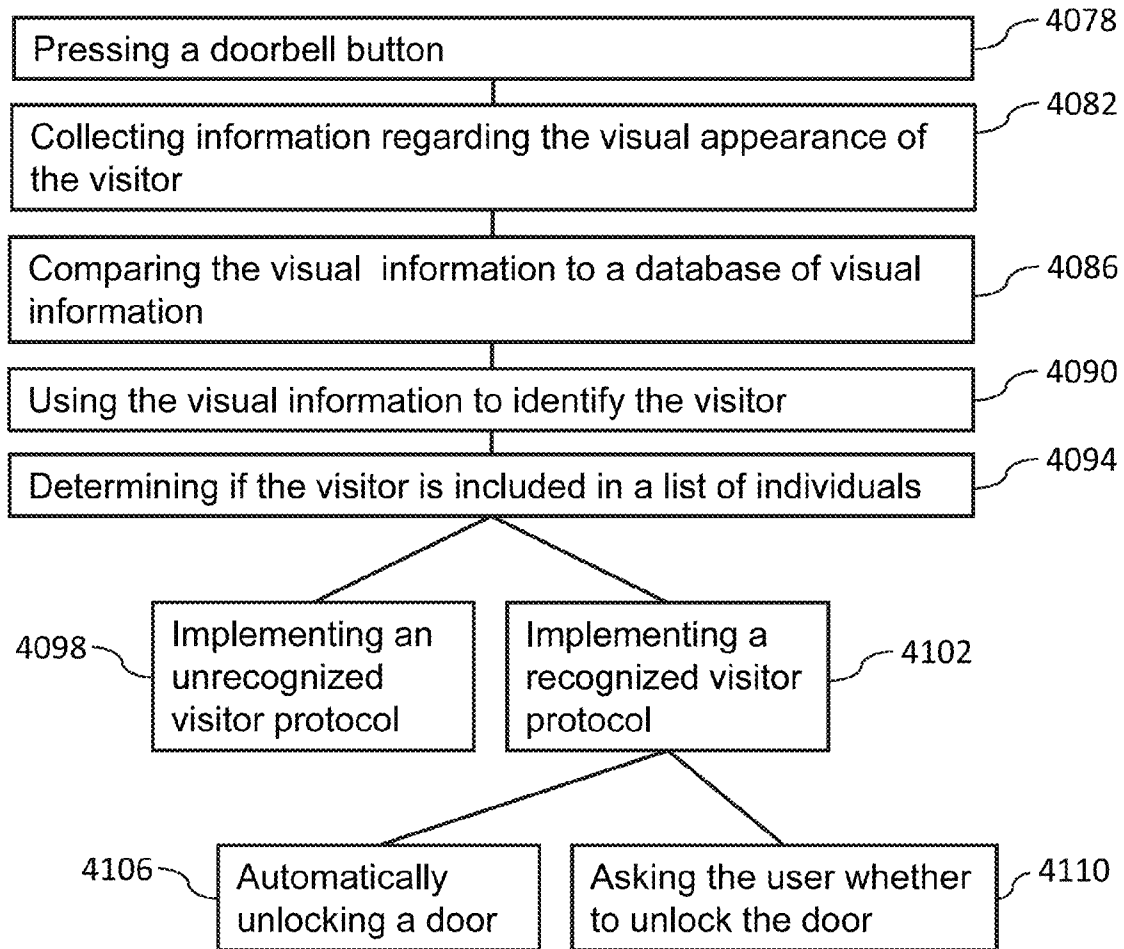 Pressing a doorbell button
4078
Collecting information regarding the visual appearance of
the visitor
4082
Comparing the visual information to a database of visual
information
4086
Using the visual information to identify the visitor
4090
Determining if the visitor is included in a list of individuals
4094
4098
Implementing an
unrecognized
visitor protocol
Implementing a
recognized visitor
protocol
4102
4106
Automatically
unlocking a door
Asking the user whether
to unlock the door
4110